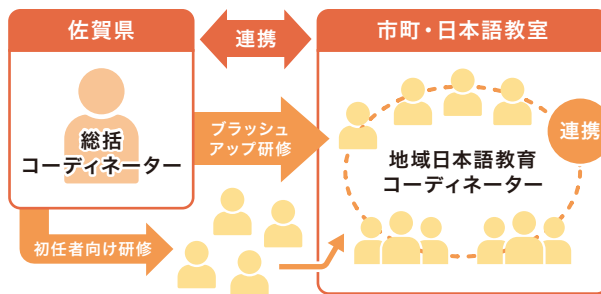 佐賀県
連携
市町・日本語教室
総括
コーディネーター
ブラッシュ
アップ研修
連携
地域日本語教育
コーディネーター
初任者向け研修